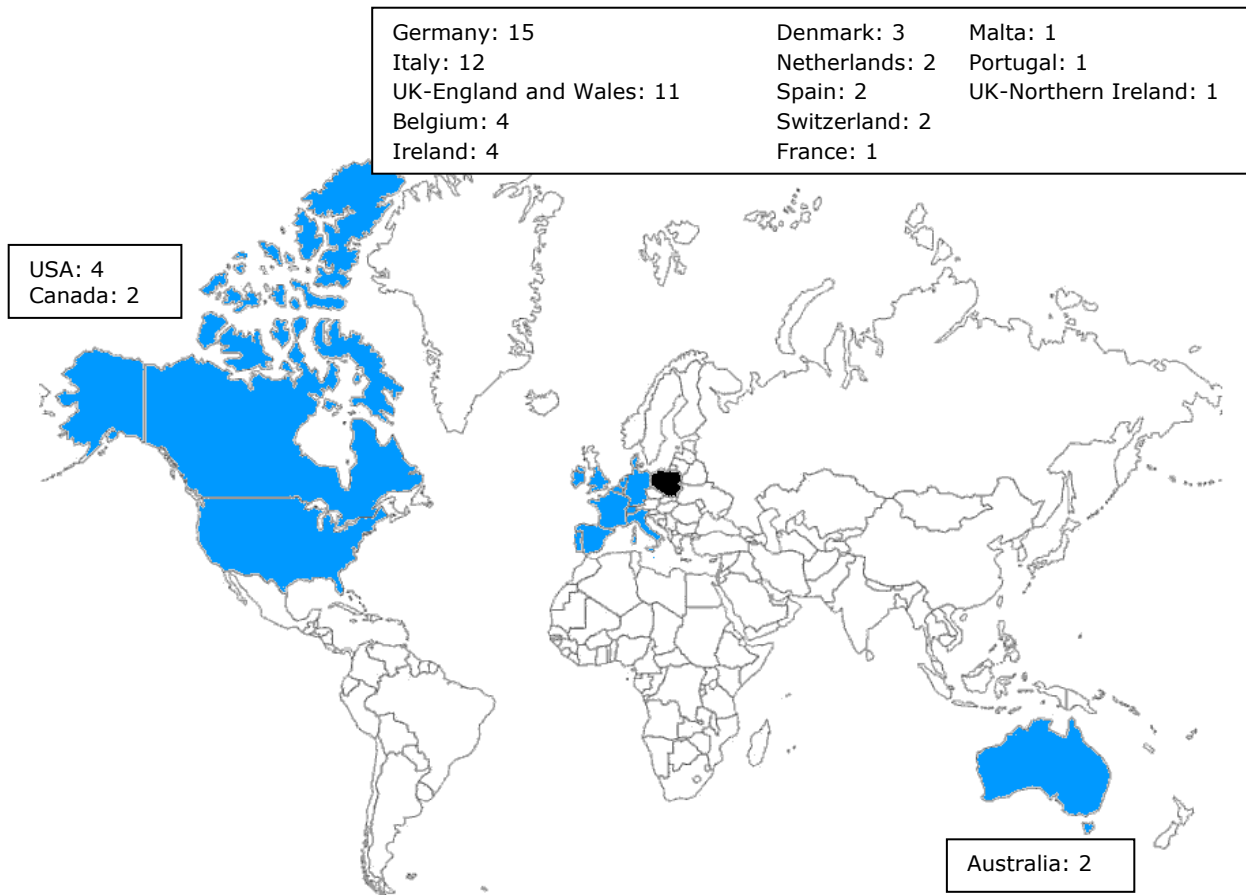 Germany: 15
Italy: 12
UK-England and Wales: 11
Belgium: 4
Ireland: 4
Denmark: 3
Netherlands: 2
Spain: 2
Switzerland: 2
France: 1
Malta: 1
Portugal: 1
UK-Northern Ireland: 1
USA: 4
Canada: 2
Australia: 2